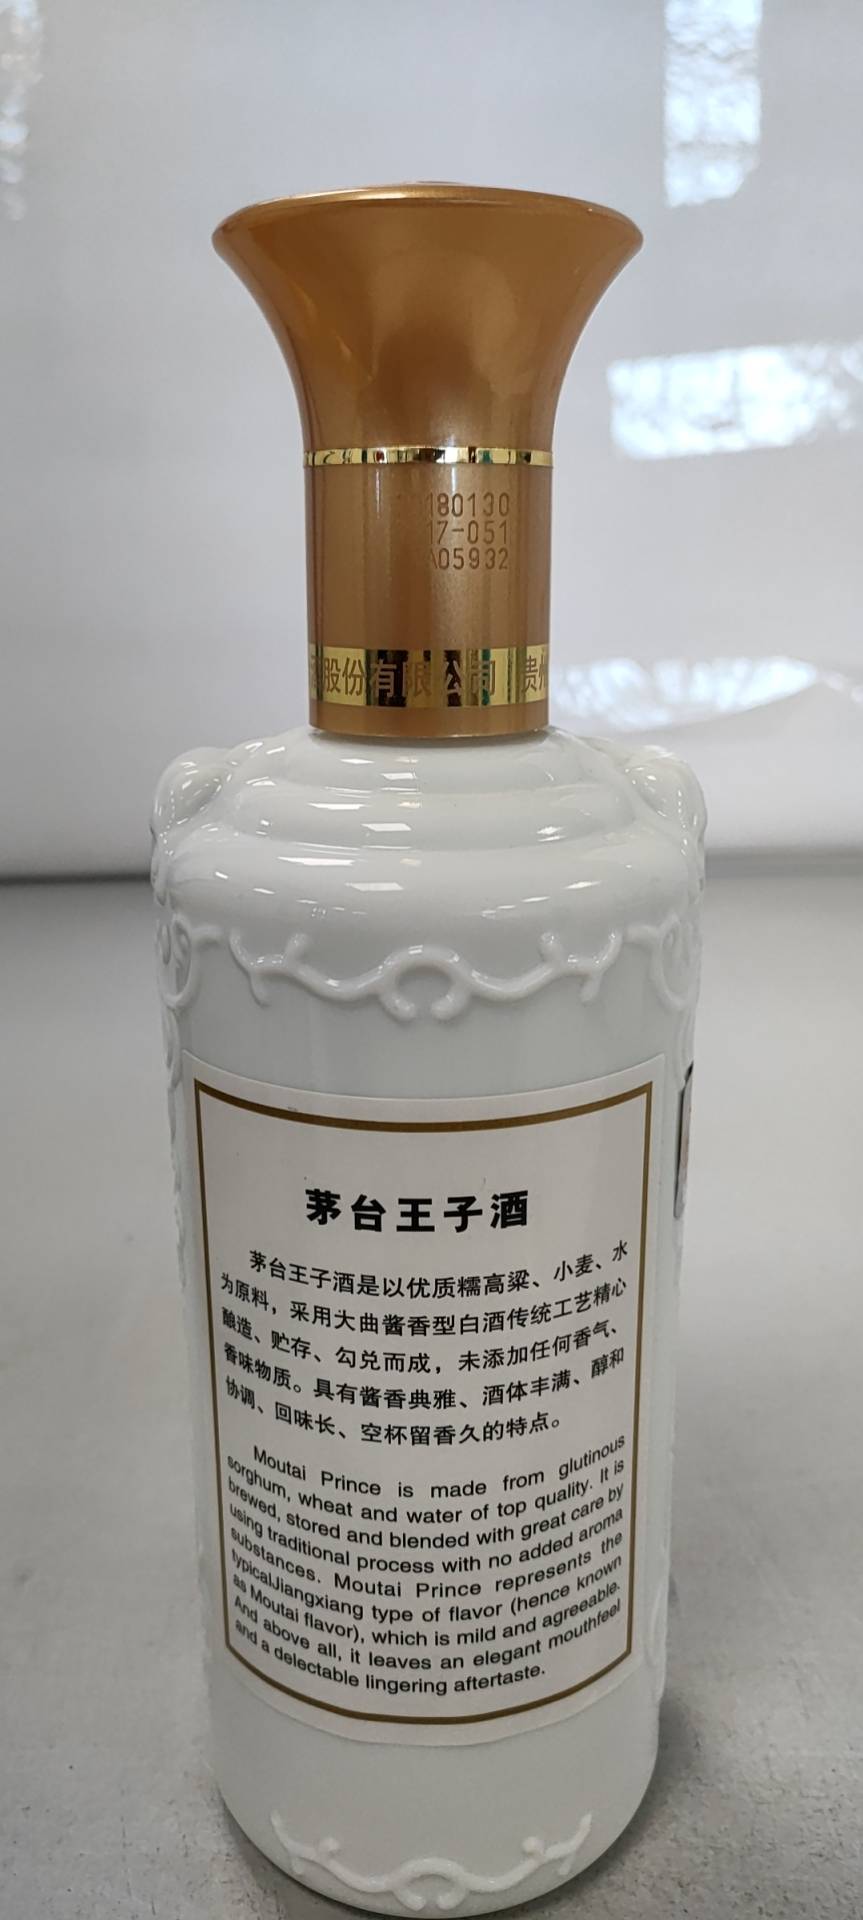 20180130
17-051
A05932
酒股份有限公司 贵州
茅台王子酒
茅台王子酒是以优质糯高粱、小麦、水
为原料，采用大曲酱香型白酒传统工艺精心
酿造、贮存、勾兑而成，未添加任何香气、
香味物质。具有酱香典雅、酒体丰满、醇和
协调、回味长、空杯留香久的特点。
Moutai Prince is made from glutinous
sorghum, wheat and water of top quality. It is
brewed, stored and blended with great care by
using traditional process with no added aroma
substances. Moutai Prince represents the
typicalJiangxiang type of flavor (hence known
as Moutai flavor), which is mild and agreeable.
And above all, it leaves an elegant mouthfeel
and a delectable lingering aftertaste.